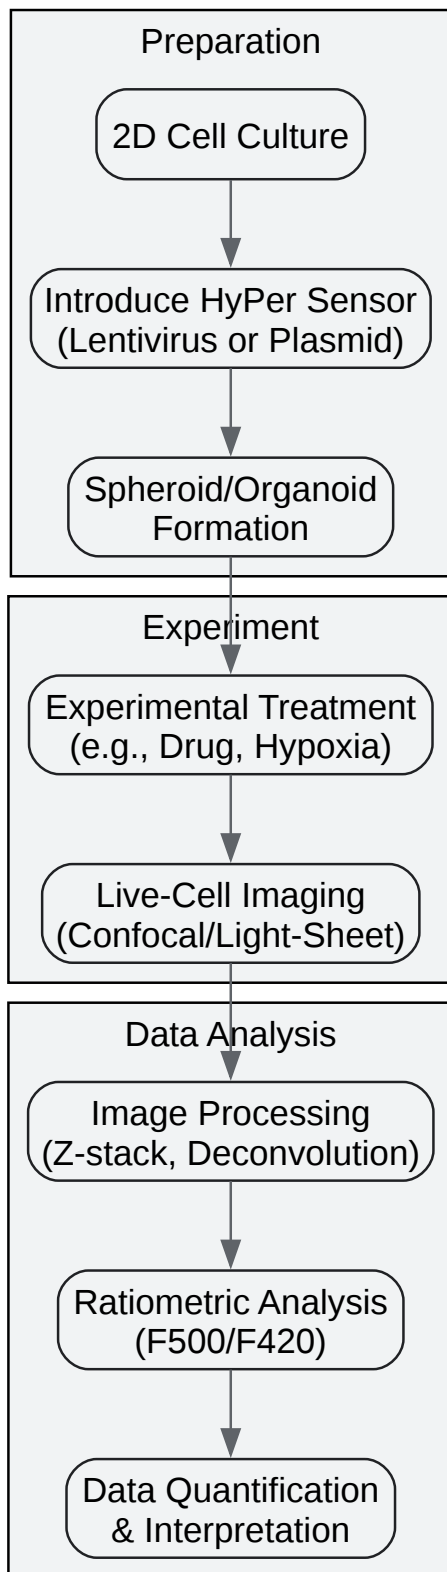 Preparation
2D Cell Culture
Introduce HyPer Sensor
(Lentivirus or Plasmid)
Spheroid/Organoid
Formation
Experiment
Experimental Treatment
(e.g., Drug, Hypoxia)
Live-Cell Imaging
(Confocal/Light-Sheet)
Data Analysis
Image Processing
(Z-stack, Deconvolution)
Ratiometric Analysis
(F500/F420)
Data Quantification
& Interpretation